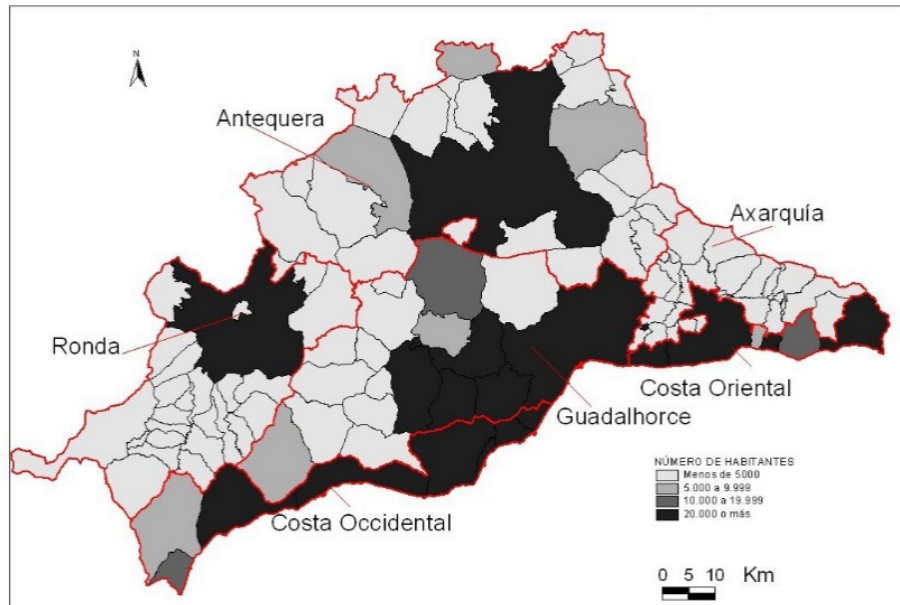 N
Antequera
Axarquía
Ronda
Costa Oriental
Guadalhorce
Costa Occidental
NÚMERO DE HABITANTES
Menos de 5000
5.000 a 9.999
10.000 a 19.999
20.000 o más
0 5 10 Km